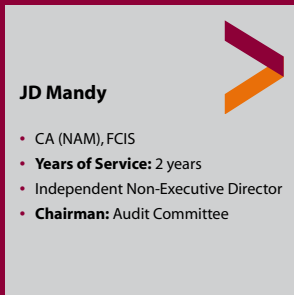 JD Mandy
• CA (NAM), FCIS
• Years of Service: 2 years
• Independent Non-Executive Director
• Chairman: Audit Committee